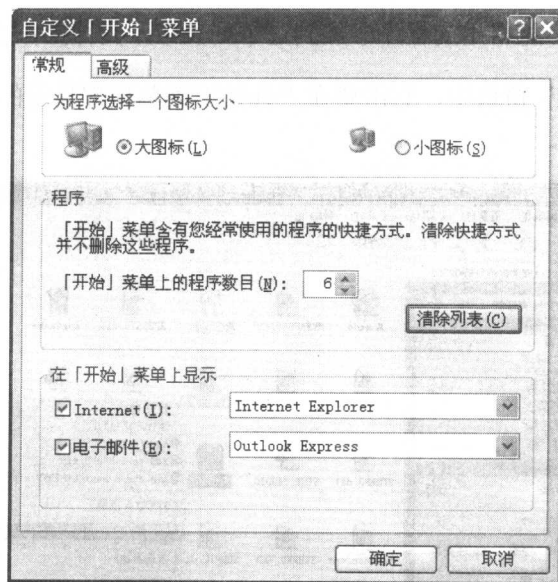 自定义「开始」菜单
常规 高级
为程序选择一个图标大小
大图标(L) 小图标(S)
程序
「开始」菜单含有您经常使用的程序的快捷方式。清除快捷方式
并不删除这些程序。
「开始」菜单上的程序数目(N): 6
清除列表(C)
在「开始」菜单上显示
Internet(I): Internet Explorer
电子邮件(E): Outlook Express
确定 取消